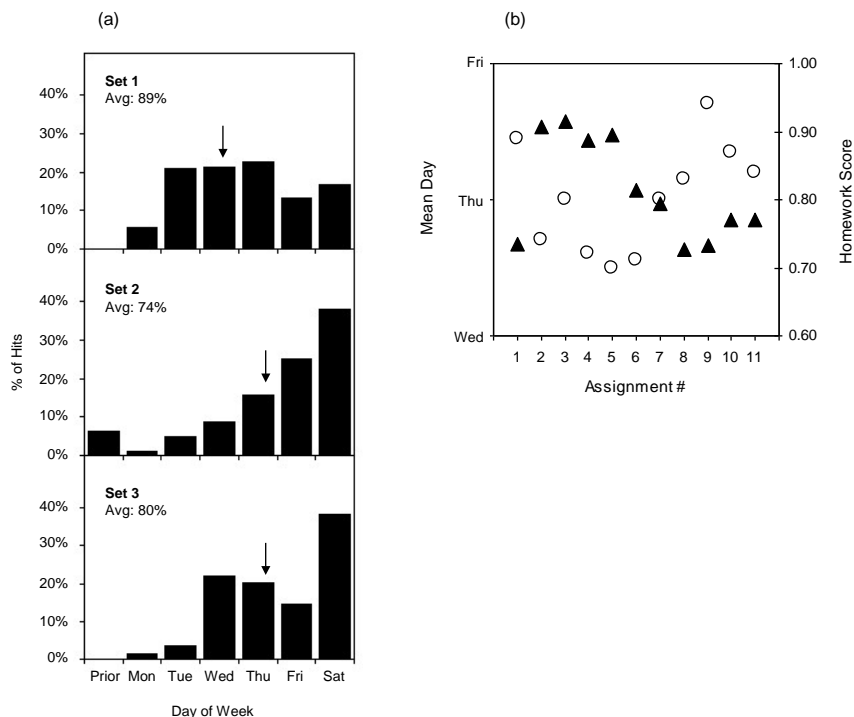 (a)
Set 1
Avg: 89%
40%
30%
20%
10%
0%
Set 2
Avg: 74%
40%
30%
20%
10%
0%
% of Hits
Set 3
Avg: 80%
40%
30%
20%
10%
0%
Prior Mon Tue Wed Thu Fri Sat
Day of Week
(b)
Fri
Thu
Wed
Mean Day
1.00
0.90
0.80
0.70
0.60
Homework Score
1 2 3 4 5 6 7 8 9 10 11
Assignment #